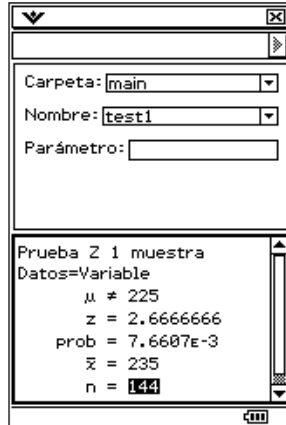 Carpeta: main
Nombre: test1
Parámetro:
Prueba Z 1 muestra
Datos=Variable
μ ≠ 225
z = 2.6666666
prob = 7.6607E-3
x̄ = 235
n = 144